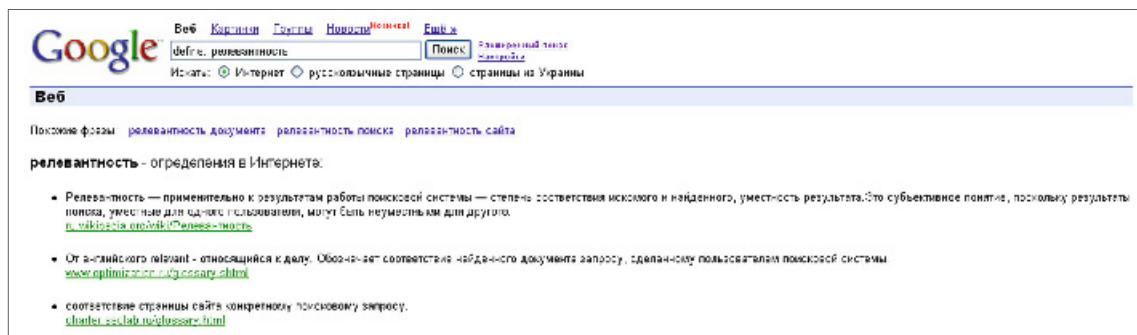 Веб Картинки Группы Новости Новинка! Ещё »
Google
define: релевантность Поиск Расширенный поиск
Настройки
Искать: Интернет русскоязычные страницы страницы из Украины
Веб
Похожие фразы: релевантность документа релевантность поиска релевантность сайта
релевантность - определения в Интернете:
Релевантность — применительно к результатам работы поисковой системы — степень соответствия искомого и найденного, уместность результата.Это субъективное понятие, поскольку результаты
поиска, уместные для одного пользователя, могут быть неуместными для другого.
ru.wikipedia.org/wiki/Релевантность
От английского relevant - относящийся к делу. Обозначает соответствие найденного документа запросу, сделанному пользователем поисковой системы.
www.optimization.ru/glossary.shtml
соответствие страницы сайта конкретному поисковому запросу.
charter.seclab.ru/glossary.html